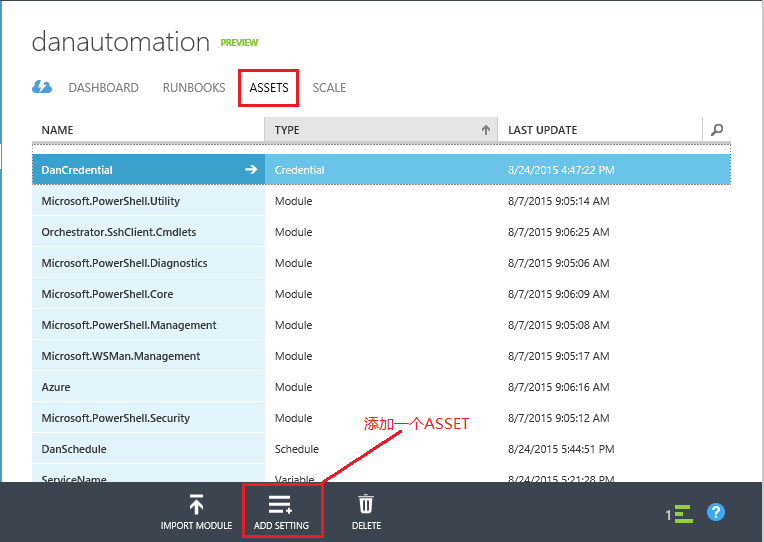 danautomation PREVIEW
DASHBOARD RUNBOOKS ASSETS SCALE
NAME TYPE LAST UPDATE
DanCredential Credential 8/24/2015 4:47:22 PM
Microsoft.PowerShell.Utility Module 8/7/2015 9:05:14 AM
Orchestrator.SshClient.Cmdlets Module 8/7/2015 9:06:25 AM
Microsoft.PowerShell.Diagnostics Module 8/7/2015 9:05:06 AM
Microsoft.PowerShell.Core Module 8/7/2015 9:06:09 AM
Microsoft.PowerShell.Management Module 8/7/2015 9:05:08 AM
Microsoft.WSMan.Management Module 8/7/2015 9:05:17 AM
Azure Module 8/7/2015 9:06:16 AM
Microsoft.PowerShell.Security Module 8/7/2015 9:05:12 AM
添加一个ASSET
DanSchedule Schedule 8/24/2015 5:44:51 PM
ServiceName Variable 8/24/2015 5:21:28 PM
IMPORT MODULE ADD SETTING DELETE 1 ?